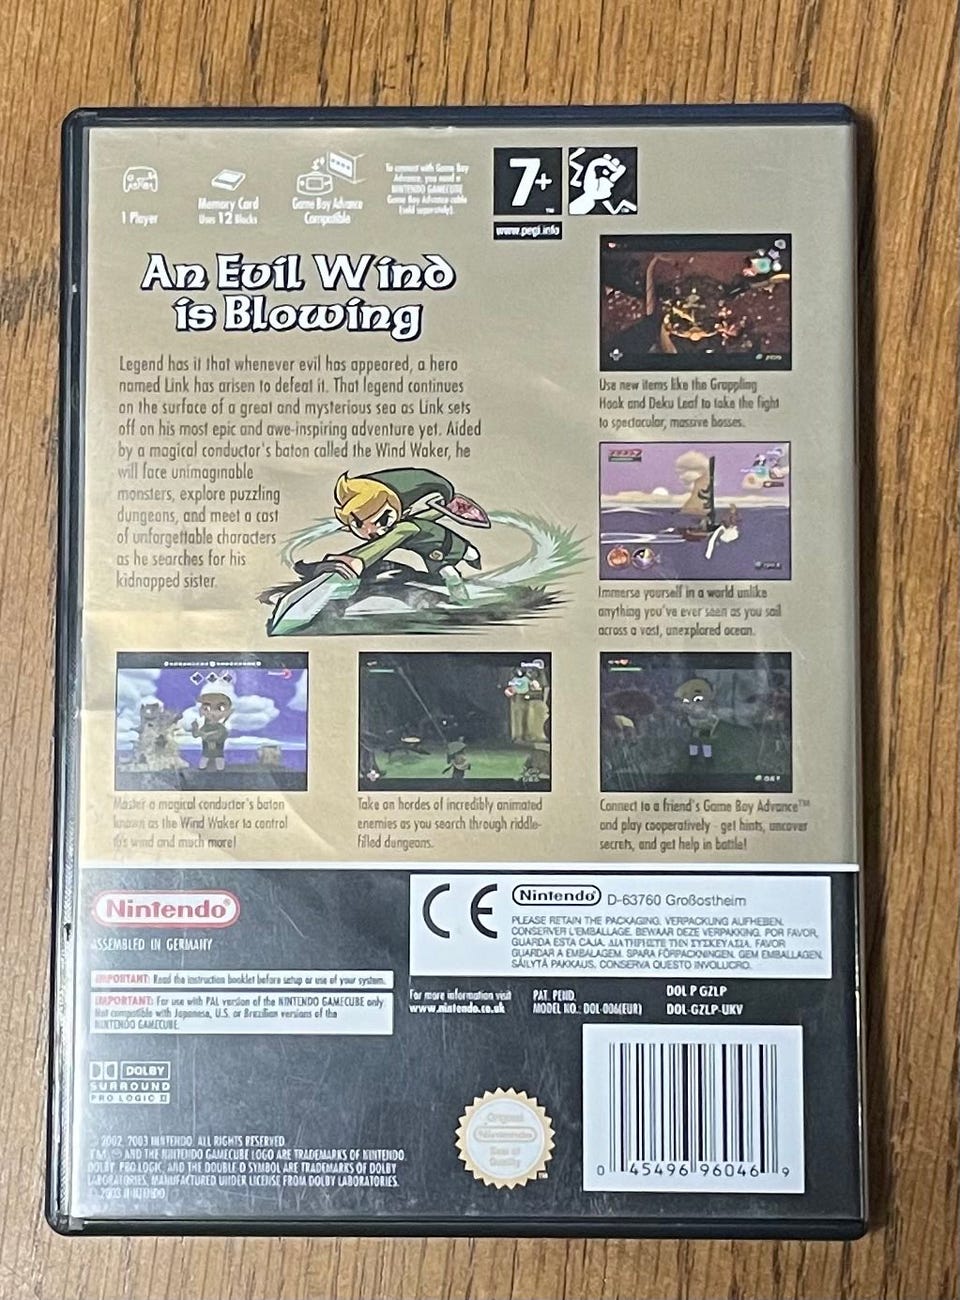 1 Player
Memory Card
Uses 12 Blocks
Game Boy Advance
Compatible
To connect with Game Boy
Advance, you need a
NINTENDO GAMECUBE
Game Boy Advance cable
(sold separately).
7+
www.pegi.info
An Evil Wind
is Blowing
Legend has it that whenever evil has appeared, a hero
named Link has arisen to defeat it. That legend continues
on the surface of a great and mysterious sea as Link sets
off on his most epic and awe-inspiring adventure yet. Aided
by a magical conductor's baton called the Wind Waker, he
will face unimaginable
monsters, explore puzzling
dungeons, and meet a cast
of unforgettable characters
as he searches for his
kidnapped sister.
Use new items like the Grappling
Hook and Deku Leaf to take the fight
to spectacular, massive bosses.
Immerse yourself in a world unlike
anything you've ever seen as you sail
across a vast, unexplored ocean.
Master a magical conductor's baton
known as the Wind Waker to control
the wind and much more!
Take on hordes of incredibly animated
enemies as you search through riddle-
filled dungeons.
Connect to a friend's Game Boy Advance™
and play cooperatively - get hints, uncover
secrets, and get help in battle!
Nintendo®
ASSEMBLED IN GERMANY
IMPORTANT: Read the instruction booklet before setup or use of your system.
IMPORTANT: For use with PAL version of the NINTENDO GAMECUBE only.
Not compatible with Japanese, U.S. or Brazilian versions of the
NINTENDO GAMECUBE.
CE
Nintendo® D-63760 Großostheim
PLEASE RETAIN THE PACKAGING. VERPACKUNG AUFHEBEN.
CONSERVER L'EMBALLAGE. BEWAAR DEZE VERPAKKING. POR FAVOR,
GUARDA ESTA CAJA. ΔΙΑΤΗΡΗΣΤΕ ΤΗΝ ΣΥΣΚΕΥΑΣΙΑ. FAVOR
GUARDAR A EMBALAGEM. SPARA FÖRPACKNINGEN. GEM EMBALLAGEN.
SÄILYTÄ PAKKAUS. CONSERVA QUESTO INVOLUCRO.
For more information visit
www.nintendo.co.uk
PAT. PEND.
MODEL NO.: DOL-006(EUR)
DOL P GZLP
DOL-GZLP-UKV
DOLBY
SURROUND
PRO LOGIC II
© 2002, 2003 NINTENDO. ALL RIGHTS RESERVED.
TM, ® AND THE NINTENDO GAMECUBE LOGO ARE TRADEMARKS OF NINTENDO.
DOLBY, PRO LOGIC, AND THE DOUBLE D SYMBOL ARE TRADEMARKS OF DOLBY
LABORATORIES. MANUFACTURED UNDER LICENSE FROM DOLBY LABORATORIES.
© 2003 NINTENDO
Original
Nintendo
Seal of
Quality
0 45496 96046 9